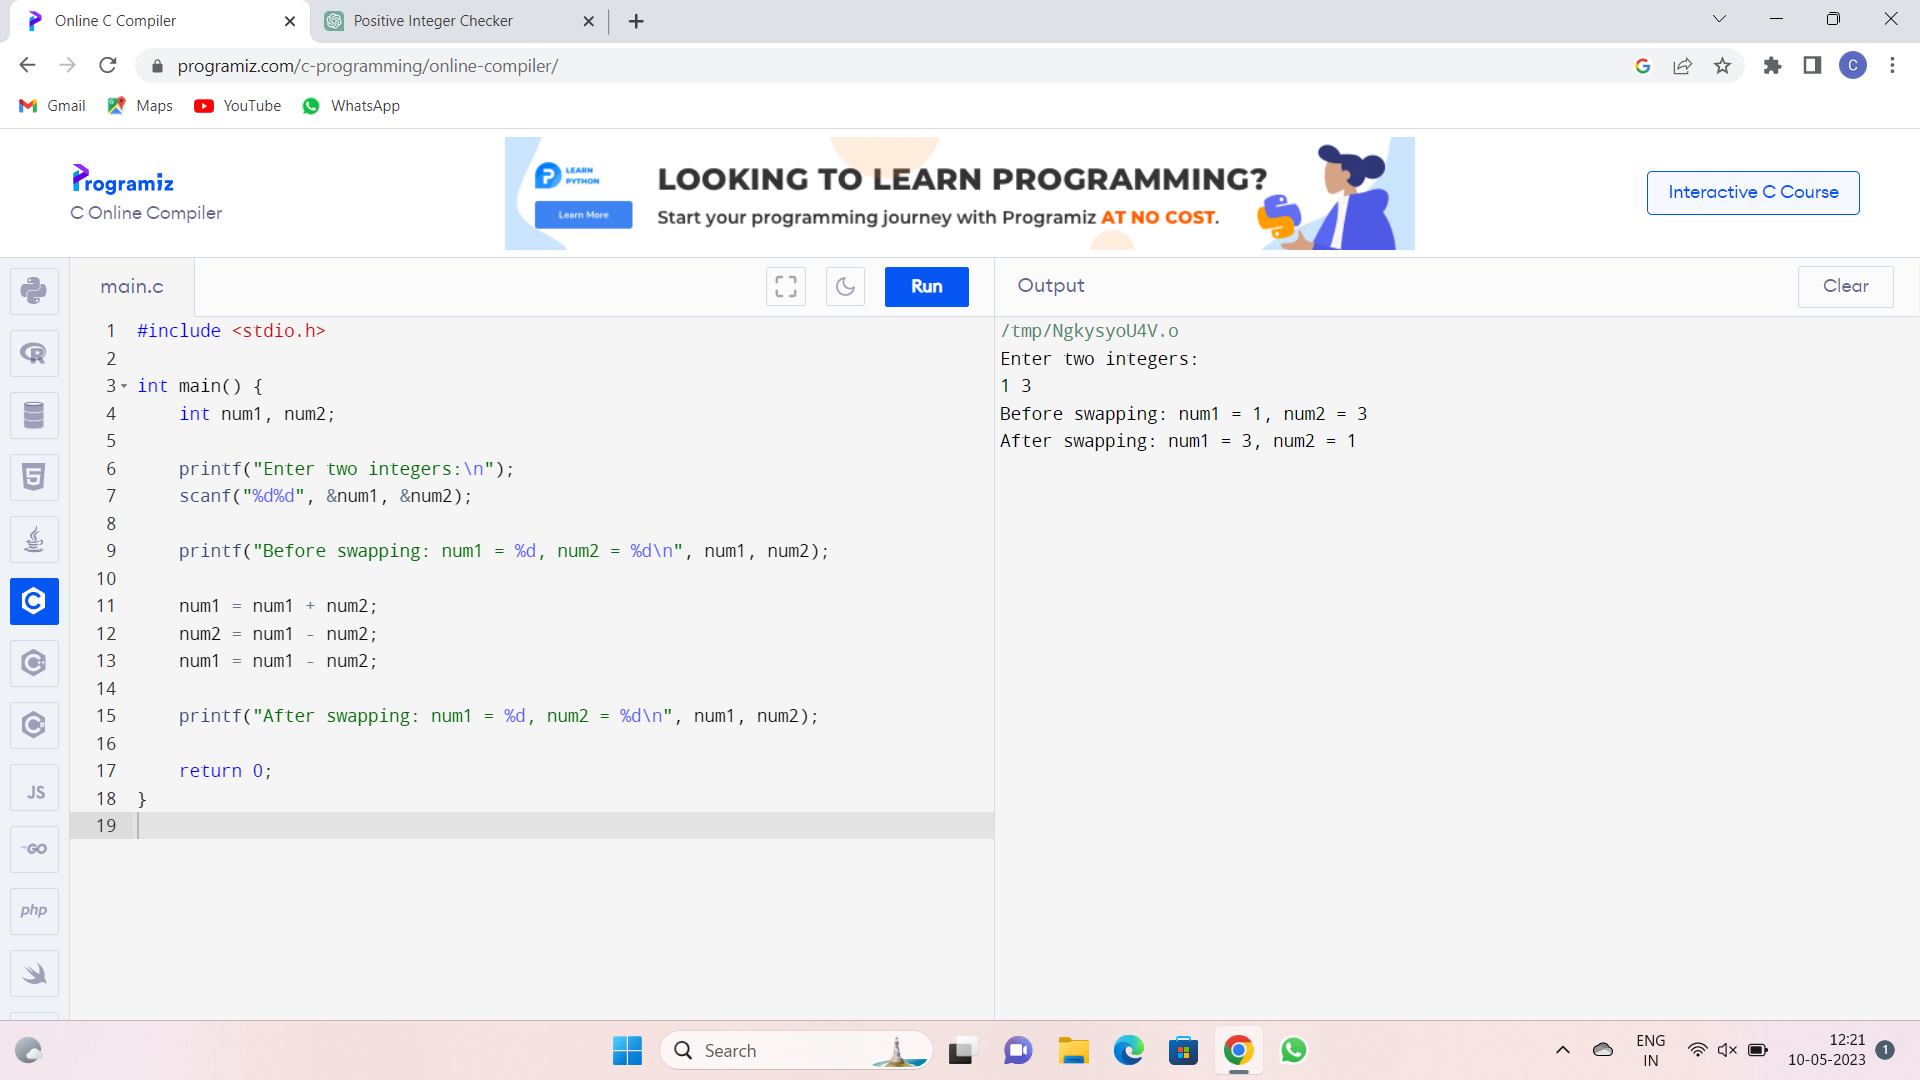 Online C Compiler
Positive Integer Checker
programiz.com/c-programming/online-compiler/
C
Gmail
Maps
YouTube
WhatsApp
Programiz
C Online Compiler
LEARN
PYTHON
Learn More
LOOKING TO LEARN PROGRAMMING?
Start your programming journey with Programiz AT NO COST.
Interactive C Course
main.c
Run
Output
Clear
1 #include <stdio.h>
2
3 int main() {
4     int num1, num2;
5
6     printf("Enter two integers:\n");
7     scanf("%d%d", &num1, &num2);
8
9     printf("Before swapping: num1 = %d, num2 = %d\n", num1, num2);
10
11     num1 = num1 + num2;
12     num2 = num1 - num2;
13     num1 = num1 - num2;
14
15     printf("After swapping: num1 = %d, num2 = %d\n", num1, num2);
16
17     return 0;
18 }
19
/tmp/NgkysyoU4V.o
Enter two integers:
1 3
Before swapping: num1 = 1, num2 = 3
After swapping: num1 = 3, num2 = 1
R
5
C
C
C
JS
GO
php
Search
ENG
IN
12:21
10-05-2023
1